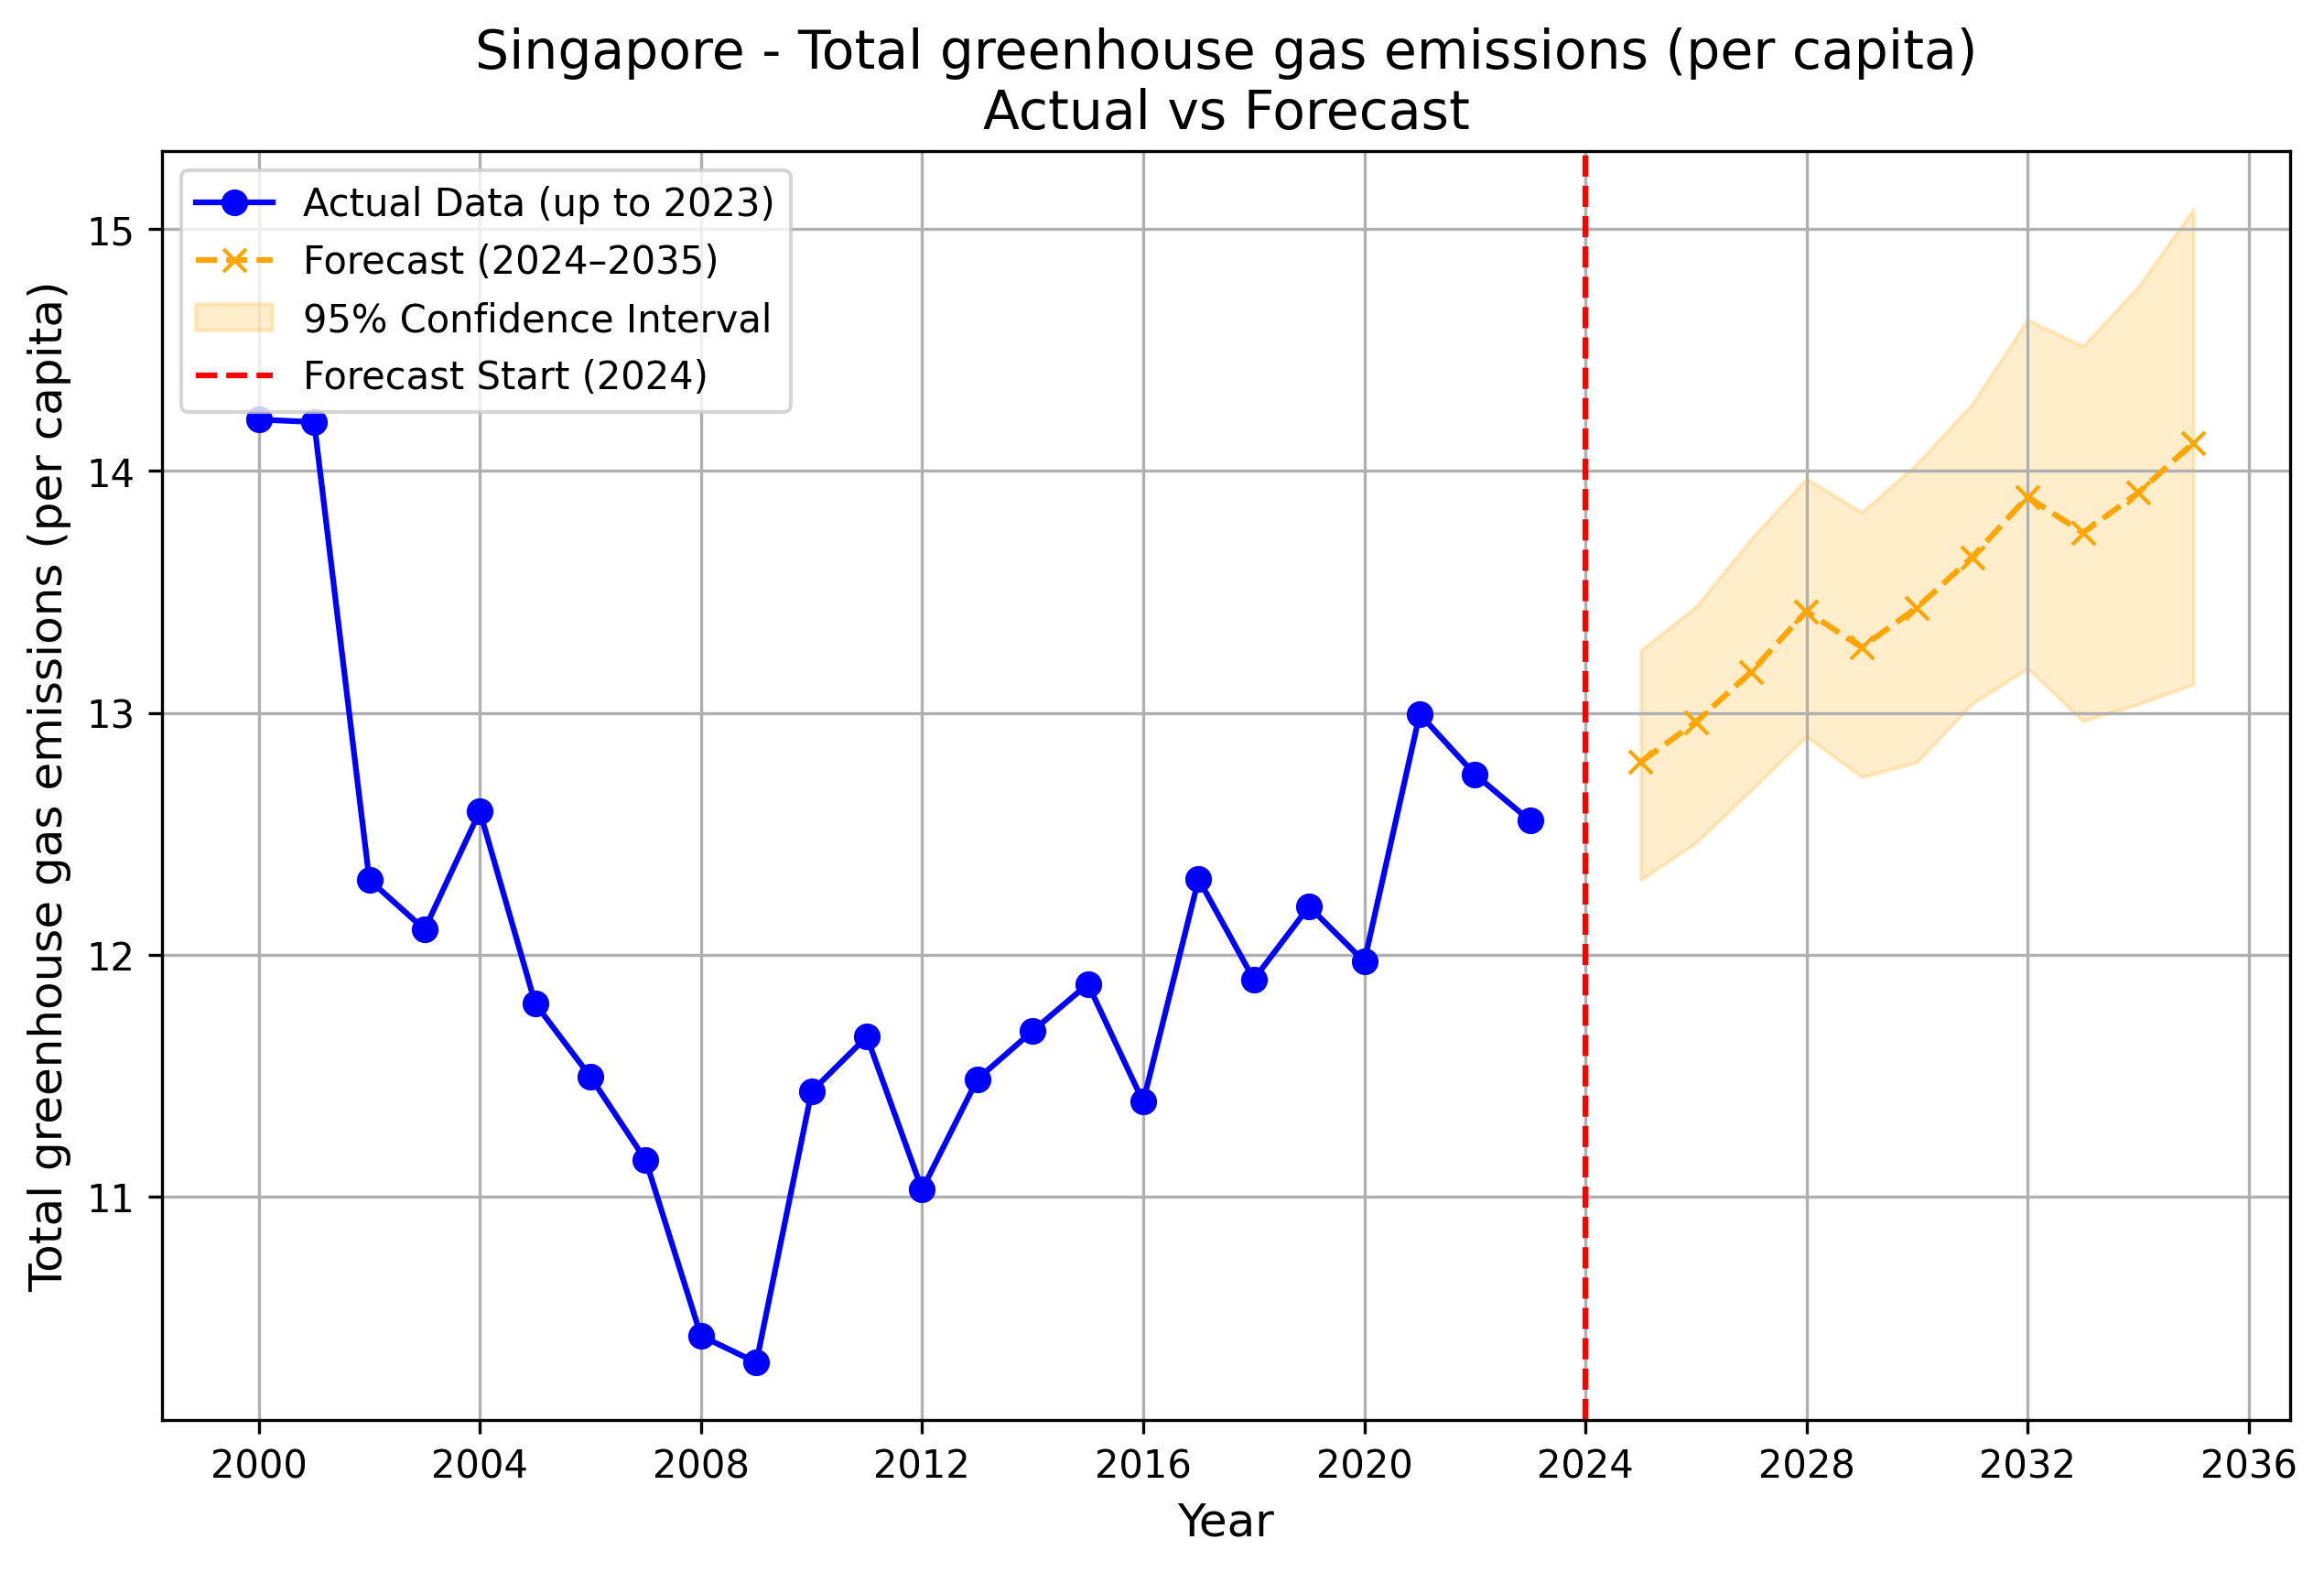 Singapore - Total greenhouse gas emissions (per capita)
Actual vs Forecast
Actual Data (up to 2023)
Forecast (2024–2035)
95% Confidence Interval
Forecast Start (2024)
Total greenhouse gas emissions (per capita)
15
14
13
12
11
2000
2004
2008
2012
2016
2020
2024
2028
2032
2036
Year